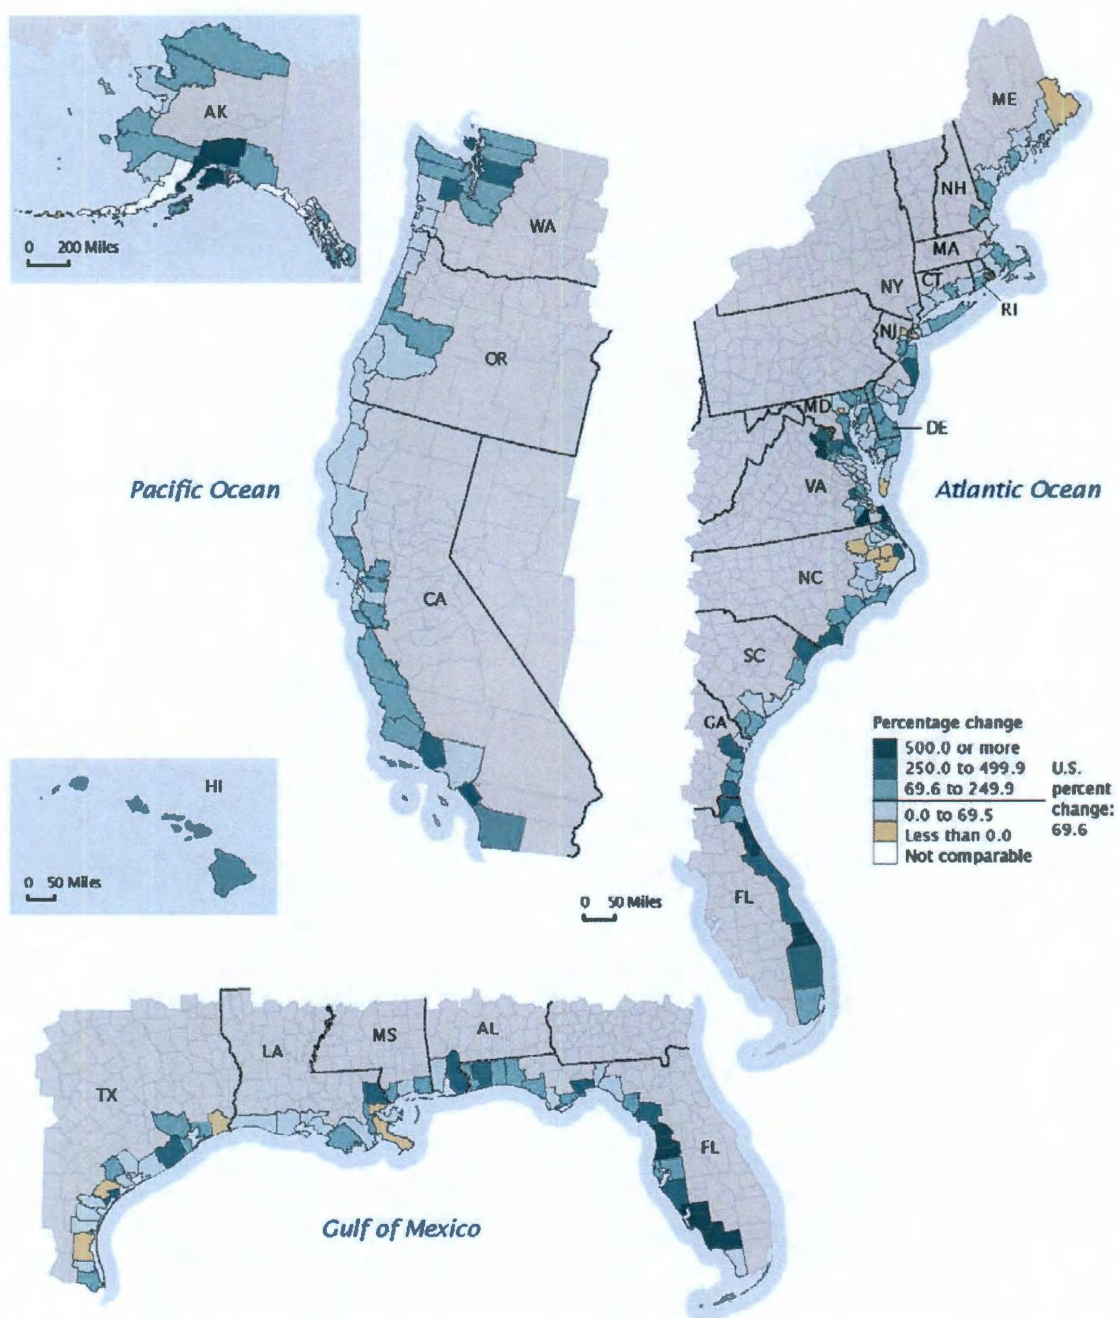 AK
0 200 Miles
WA
OR
CA
Pacific Ocean
HI
0 50 Miles
0 50 Miles
ME
NH
MA
NY
CT
RI
NJ
MD
DE
VA
Atlantic Ocean
NC
SC
GA
FL
Percentage change
500.0 or more
250.0 to 499.9
69.6 to 249.9
0.0 to 69.5
Less than 0.0
Not comparable
U.S.
percent
change:
69.6
TX
LA
MS
AL
FL
Gulf of Mexico